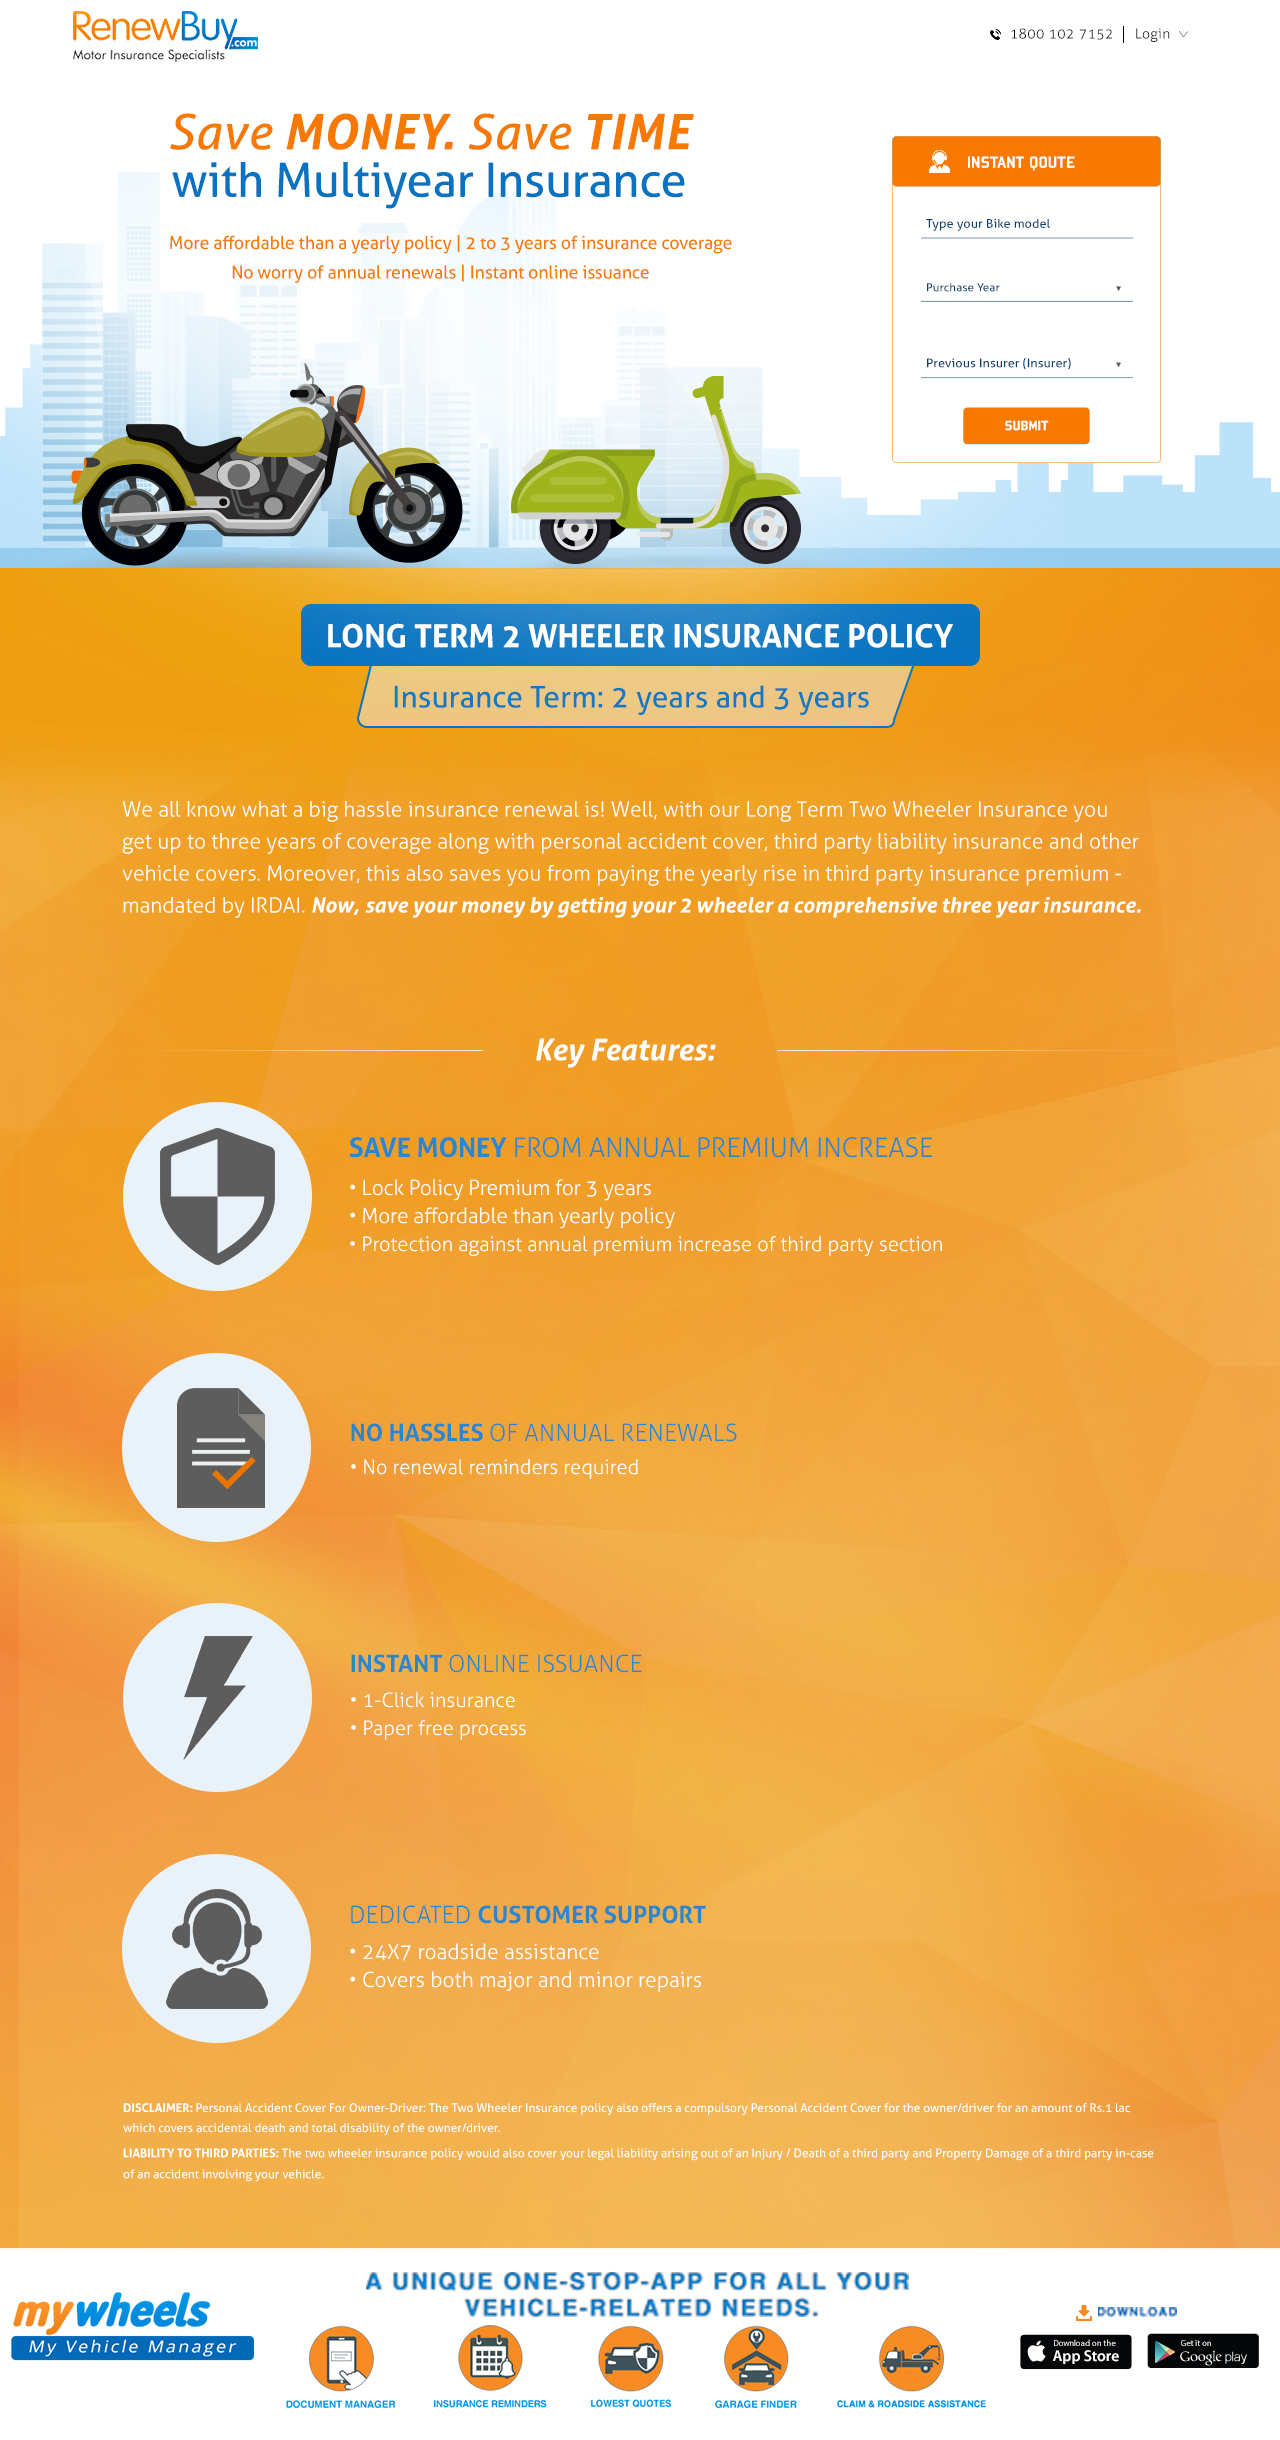 RenewBuy.com
Motor Insurance Specialists
1800 102 7152 | Login
Save MONEY. Save TIME
with Multiyear Insurance
More affordable than a yearly policy | 2 to 3 years of insurance coverage
No worry of annual renewals | Instant online issuance
INSTANT QOUTE
Type your Bike model
Purchase Year
Previous Insurer (Insurer)
SUBMIT
LONG TERM 2 WHEELER INSURANCE POLICY
Insurance Term: 2 years and 3 years
We all know what a big hassle insurance renewal is! Well, with our Long Term Two Wheeler Insurance you
get up to three years of coverage along with personal accident cover, third party liability insurance and other
vehicle covers. Moreover, this also saves you from paying the yearly rise in third party insurance premium -
mandated by IRDAI. Now, save your money by getting your 2 wheeler a comprehensive three year insurance.
Key Features:
SAVE MONEY FROM ANNUAL PREMIUM INCREASE
• Lock Policy Premium for 3 years
• More affordable than yearly policy
• Protection against annual premium increase of third party section
NO HASSLES OF ANNUAL RENEWALS
• No renewal reminders required
INSTANT ONLINE ISSUANCE
• 1-Click insurance
• Paper free process
DEDICATED CUSTOMER SUPPORT
• 24X7 roadside assistance
• Covers both major and minor repairs
DISCLAIMER: Personal Accident Cover For Owner-Driver: The Two Wheeler Insurance policy also offers a compulsory Personal Accident Cover for the owner/driver for an amount of Rs.1 lac
which covers accidental death and total disability of the owner/driver.
LIABILITY TO THIRD PARTIES: The two wheeler insurance policy would also cover your legal liability arising out of an Injury / Death of a third party and Property Damage of a third party in-case
of an accident involving your vehicle.
mywheels
My Vehicle Manager
A UNIQUE ONE-STOP-APP FOR ALL YOUR
VEHICLE-RELATED NEEDS.
DOCUMENT MANAGER
INSURANCE REMINDERS
LOWEST QUOTES
GARAGE FINDER
CLAIM & ROADSIDE ASSISTANCE
DOWNLOAD
Download on the
App Store
Get it on
Google play